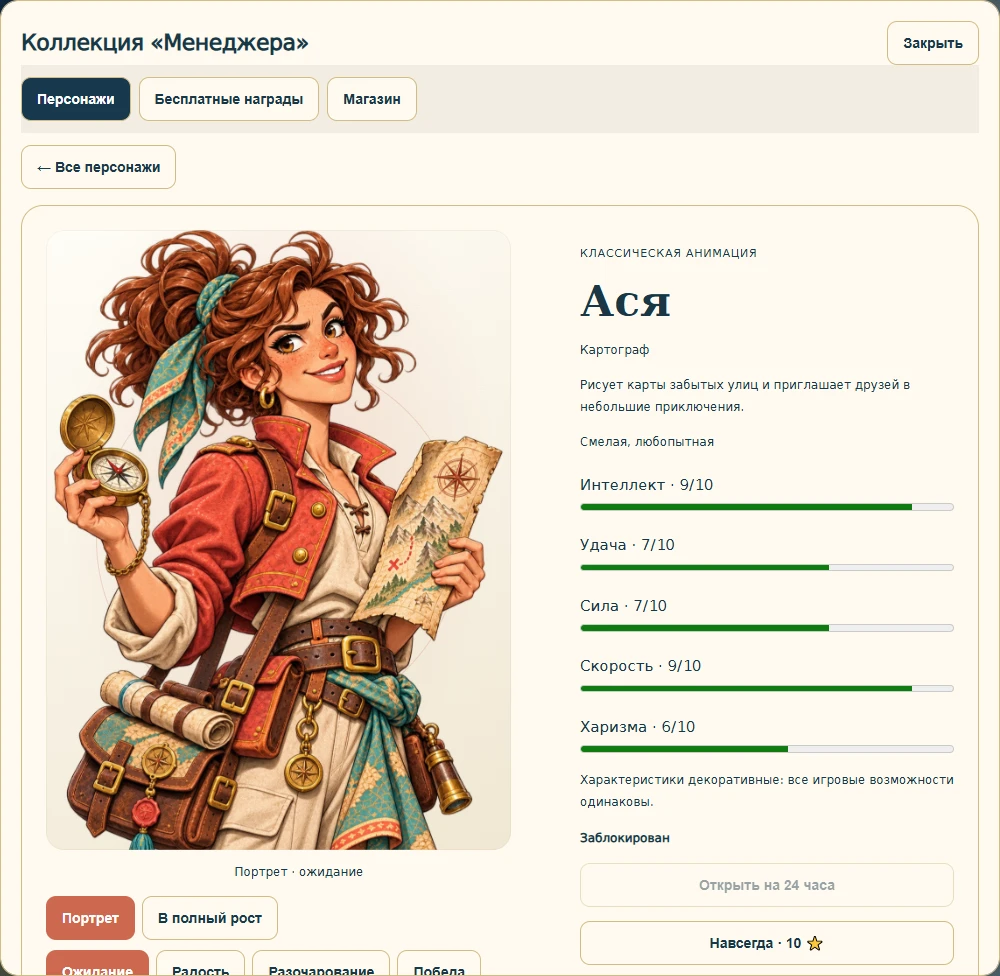 Коллекция «Менеджера»
Закрыть
Персонажи
Бесплатные награды
Магазин
← Все персонажи
КЛАССИЧЕСКАЯ АНИМАЦИЯ
Ася
Картограф
Рисует карты забытых улиц и приглашает друзей в
небольшие приключения.
Смелая, любопытная
Интеллект · 9/10
Удача · 7/10
Сила · 7/10
Скорость · 9/10
Харизма · 6/10
Характеристики декоративные: все игровые возможности
одинаковы.
Заблокирован
Открыть на 24 часа
Навсегда · 10 ⭐
Портрет · ожидание
Портрет
В полный рост
Ожидание
Радость
Разочарование
Победа